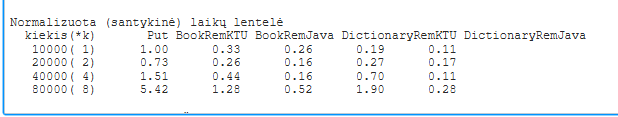 Normalizuota (santykinė) laikų lentelė
kiekis(*k) Put BookRemKTU BookRemJava DictionaryRemKTU DictionaryRemJava
10000( 1) 1.00 0.33 0.26 0.19 0.11
20000( 2) 0.73 0.26 0.16 0.27 0.17
40000( 4) 1.51 0.44 0.16 0.70 0.11
80000( 8) 5.42 1.28 0.52 1.90 0.28